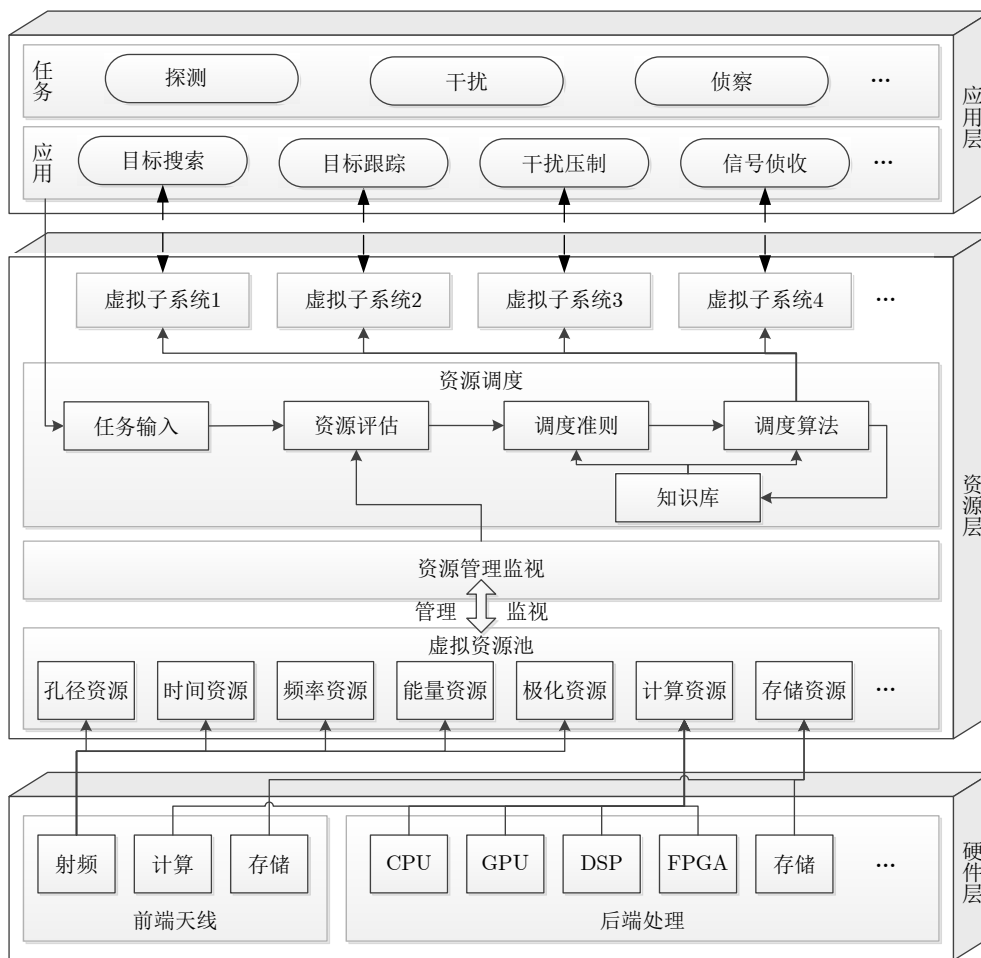 任务
探测
干扰
侦察
...
应用
目标搜索
目标跟踪
干扰压制
信号侦收
...
应用层
虚拟子系统1
虚拟子系统2
虚拟子系统3
虚拟子系统4
...
资源调度
任务输入
资源评估
调度准则
调度算法
知识库
资源管理监视
管理
监视
虚拟资源池
孔径资源
时间资源
频率资源
能量资源
极化资源
计算资源
存储资源
...
资源层
射频
计算
存储
前端天线
CPU
GPU
DSP
FPGA
存储
...
后端处理
硬件层